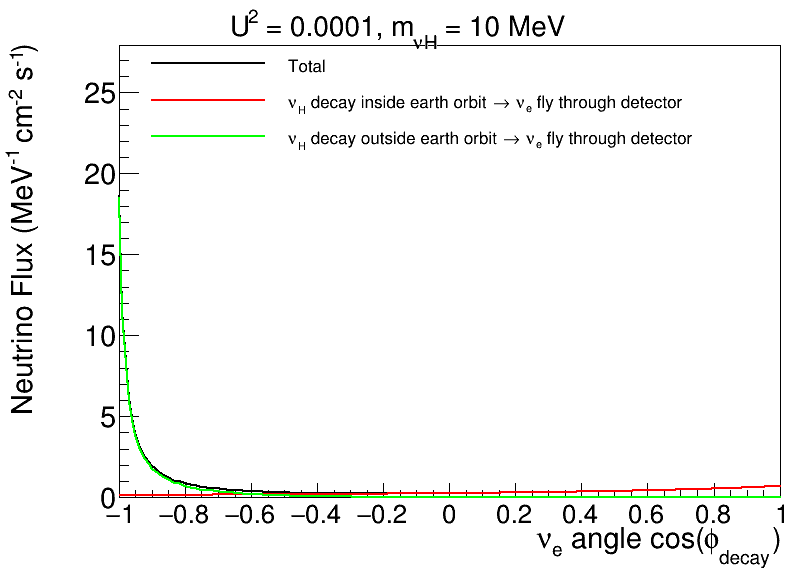 U² = 0.0001, m_νH = 10 MeV
Total
ν_H decay inside earth orbit → ν_e fly through detector
ν_H decay outside earth orbit → ν_e fly through detector
Neutrino Flux (MeV⁻¹ cm⁻² s⁻¹)
25
20
15
10
5
0
−1 −0.8 −0.6 −0.4 −0.2 0 0.2 0.4 0.6 0.8 1
ν_e angle cos(ϕ_decay)